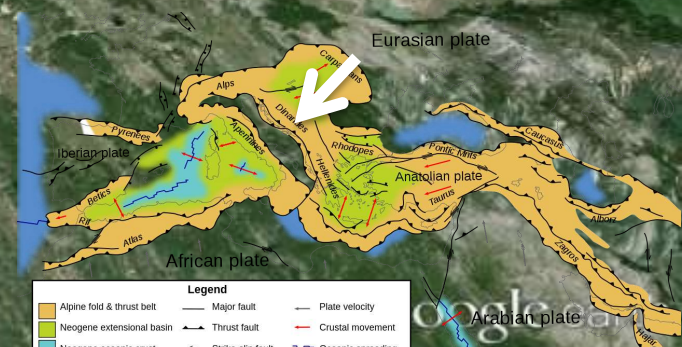 Eurasian plate
Alps
Dinarides
Pyrenees
Apennines
Iberian plate
Rhodopes
Pontic Mnts
Caucasus
Hellenides
Anatolian plate
Betics
Taurus
Rif
Atlas
Alborz
Zagros
African plate
Arabian plate
Hajar
Legend
Alpine fold & thrust belt
Major fault
Plate velocity
Neogene extensional basin
Thrust fault
Crustal movement